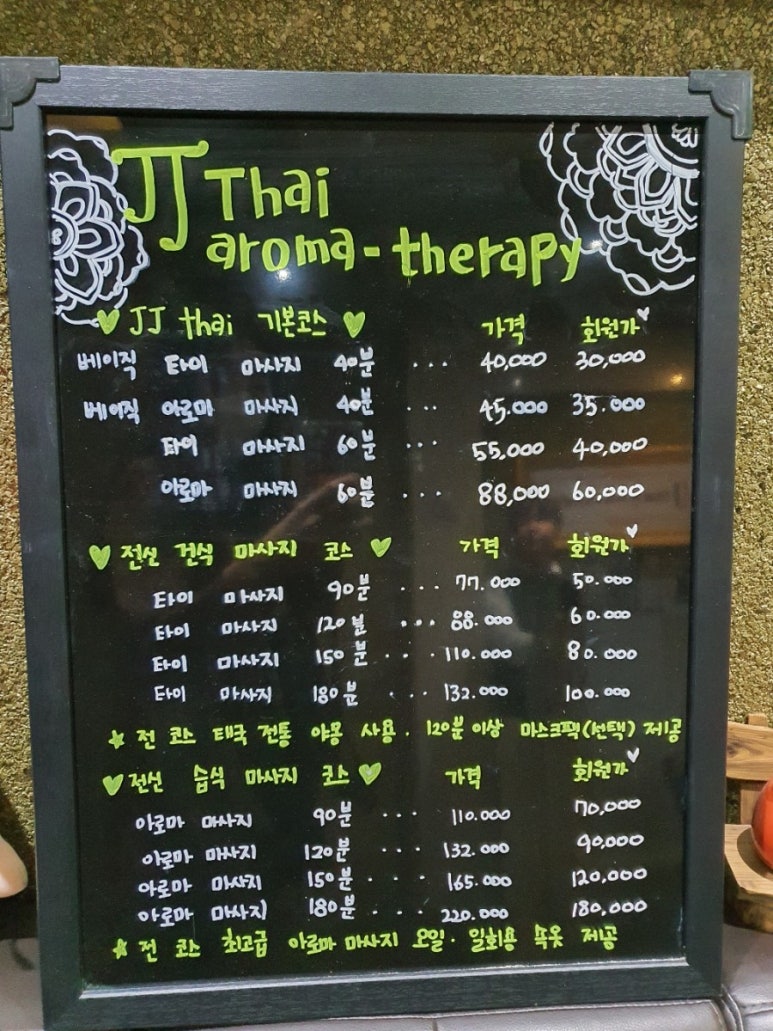 JJ Thai
aroma-therapy
♥ JJ thai 기본코스 ♥ 가격 회원가♥
베이직 타이 마사지 40분 ... 40,000 30,000
베이직 아로마 마사지 40분 ... 45.000 35.000
타이 마사지 60분 ... 55,000 40,000
아로마 마사지 60분 ... 88,000 60,000
♥ 전신 건식 마사지 코스 ♥ 가격 회원가♥
타이 마사지 90분 ... 77.000 50.000
타이 마사지 120분 ... 88.000 60.000
타이 마사지 150분 ... 110.000 80.000
타이 마사지 180분 ... 132.000 100.000
☆ 전 코스 태국 전통 야몽 사용. 120분 이상 마스크팩(선택) 제공
♥ 전신 습식 마사지 코스 ♥ 가격 회원가♥
아로마 마사지 90분 ... 110.000 70,000
아로마 마사지 120분 ... 132.000 90,000
아로마 마사지 150분 ... 165.000 120,000
아로마 마사지 180분 ... 220.000 180,000
☆ 전 코스 최고급 아로마 마사지 오일. 일회용 속옷 제공